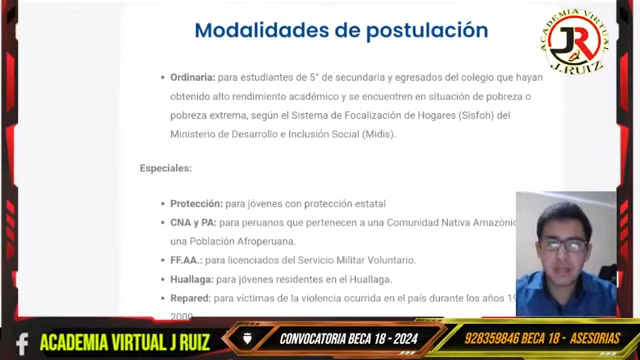 Modalidades de postulación
ACADEMIA VIRTUAL
JR
J.RUIZ
• Ordinaria: para estudiantes de 5° de secundaria y egresados del colegio que hayan
obtenido alto rendimiento académico y se encuentren en situación de pobreza o
pobreza extrema, según el Sistema de Focalización de Hogares (Sisfoh) del
Ministerio de Desarrollo e Inclusión Social (Midis).
Especiales:
• Protección: para jóvenes con protección estatal
• CNA y PA: para peruanos que pertenecen a una Comunidad Nativa
una Población Afroperuana.
• FF.AA.: para licenciados del Servicio Militar Voluntario.
• Huallaga: para jóvenes residentes en el Huallaga.
• Repared: para víctimas de la violencia ocurrida en el país durante los años
2000
ACADEMIA VIRTUAL J RUIZ
CONVOCATORIA BECA 18 - 2024
928359846 BECA 18 - ASESORIAS